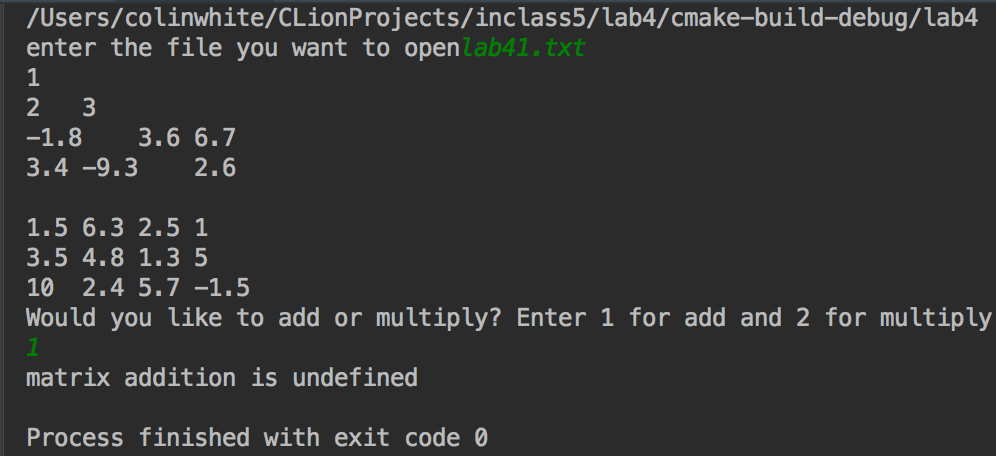 /Users/colinwhite/CLionProjects/inclass5/lab4/cmake-build-debug/lab4
enter the file you want to openlab41.txt
1
2   3
-1.8    3.6 6.7
3.4 -9.3    2.6

1.5 6.3 2.5 1
3.5 4.8 1.3 5
10  2.4 5.7 -1.5
Would you like to add or multiply? Enter 1 for add and 2 for multiply
1
matrix addition is undefined

Process finished with exit code 0